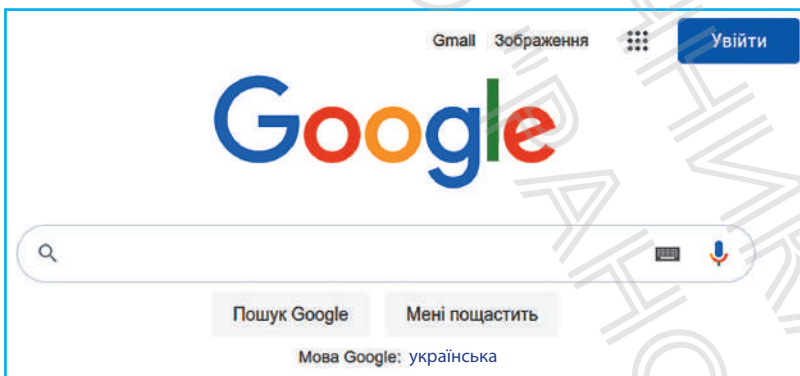 Gmail Зображення Увійти
Google
Пошук Google Мені пощастить
Мова Google: українська